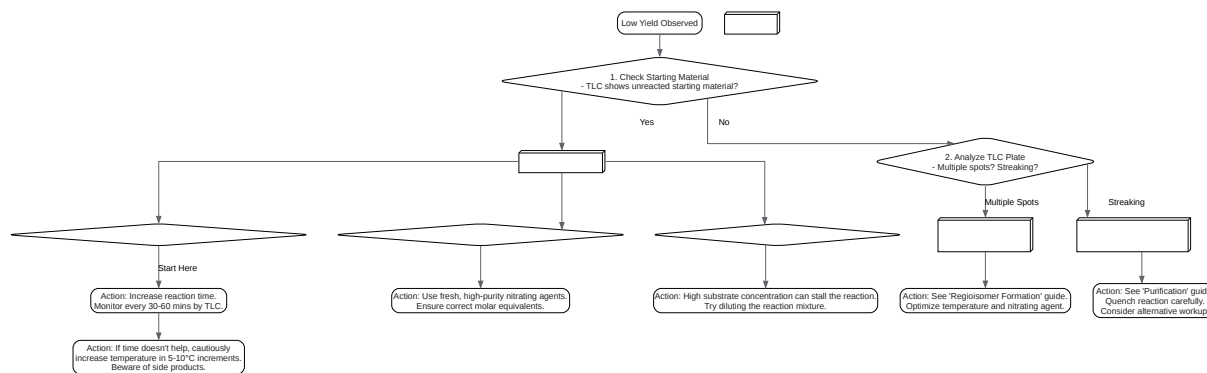 Low Yield Observed
1. Check Starting Material
- TLC shows unreacted starting material?
Yes
No
2. Analyze TLC Plate
- Multiple spots? Streaking?
Multiple Spots
Streaking
Start Here
Action: Increase reaction time.
Monitor every 30-60 mins by TLC.
Action: Use fresh, high-purity nitrating agents.
Ensure correct molar equivalents.
Action: High substrate concentration can stall the reaction.
Try diluting the reaction mixture.
Action: See 'Regioisomer Formation' guide.
Optimize temperature and nitrating agent.
Action: See 'Purification' guid
Quench reaction carefully.
Consider alternative workup
Action: If time doesn't help, cautiously
increase temperature in 5-10°C increments.
Beware of side products.